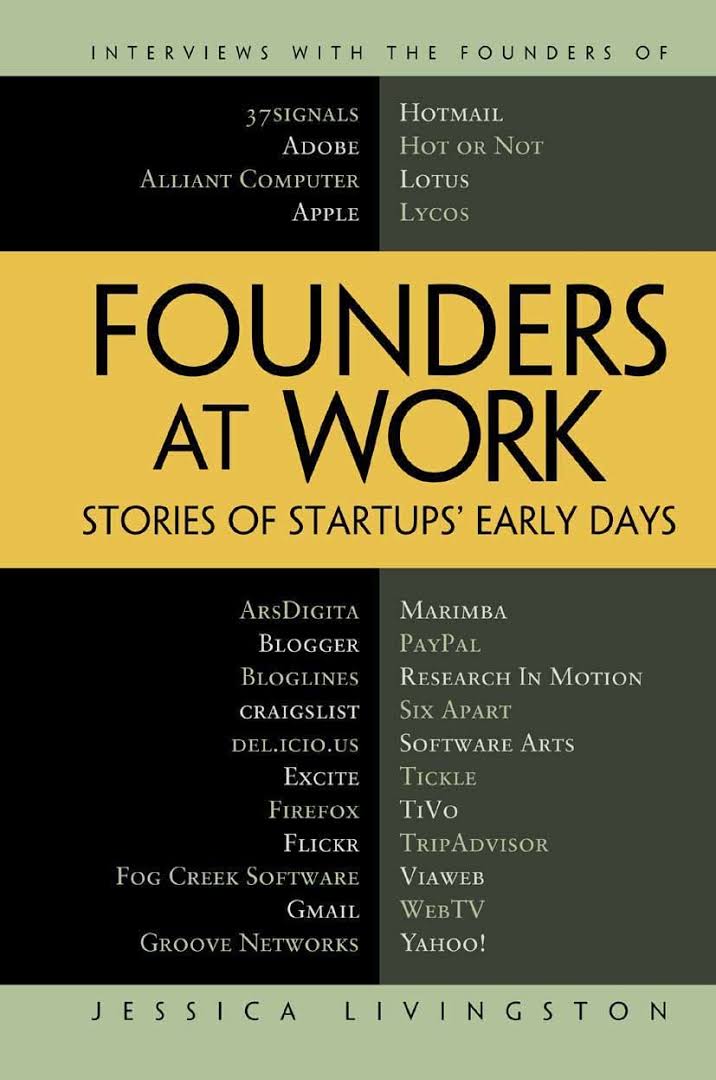 INTERVIEWS WITH THE FOUNDERS OF
37SIGNALS
ADOBE
ALLIANT COMPUTER
APPLE
HOTMAIL
HOT OR NOT
LOTUS
LYCOS
FOUNDERS
AT WORK
STORIES OF STARTUPS' EARLY DAYS
ARSDIGITA
BLOGGER
BLOGLINES
CRAIGSLIST
DEL.ICIO.US
EXCITE
FIREFOX
FLICKR
FOG CREEK SOFTWARE
GMAIL
GROOVE NETWORKS
MARIMBA
PAYPAL
RESEARCH IN MOTION
SIX APART
SOFTWARE ARTS
TICKLE
TIVO
TRIPADVISOR
VIAWEB
WEBTV
YAHOO!
JESSICA LIVINGSTON